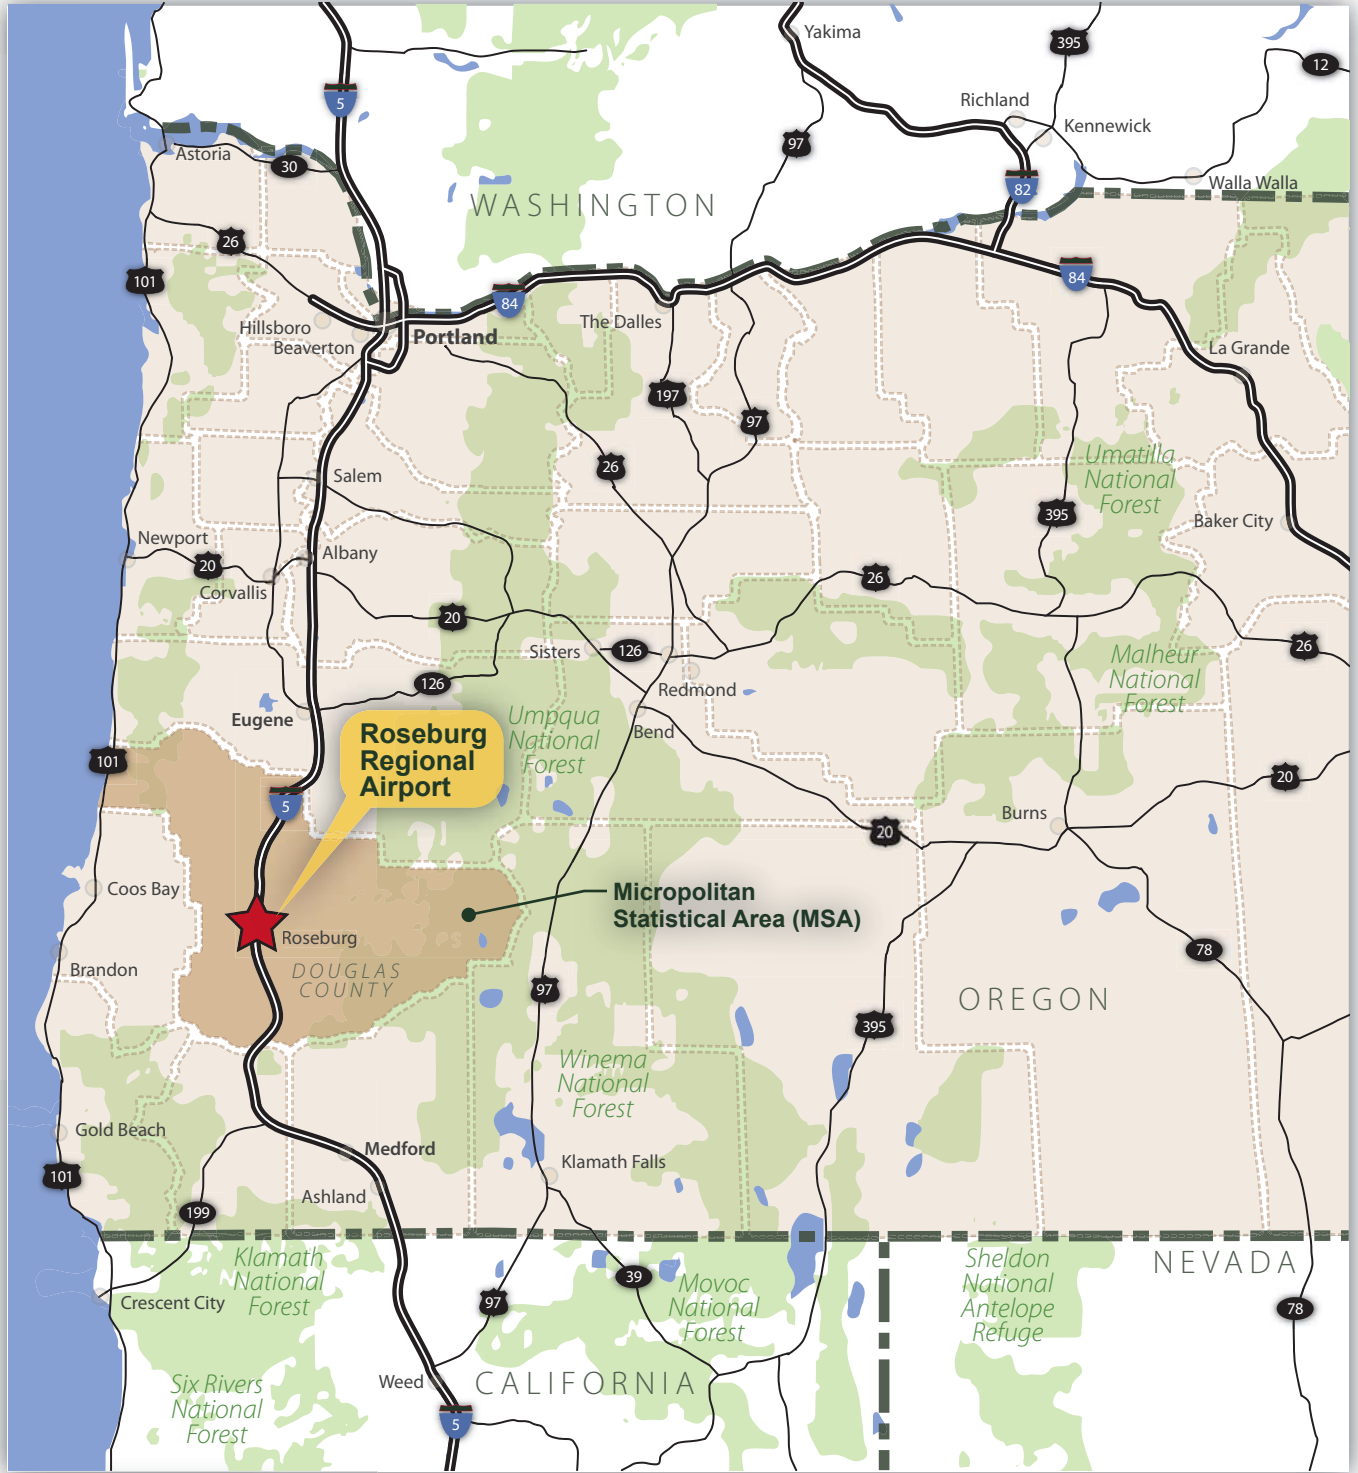 Yakima
395
12
5
Richland
Kennewick
97
Astoria
30
82
Walla Walla
WASHINGTON
26
101
84
84
Hillsboro
Beaverton
Portland
The Dalles
La Grande
197
97
26
Umatilla
National
Forest
Salem
395
Baker City
Newport
Albany
20
Corvallis
26
20
Sisters
126
26
126
Redmond
Malheur
National
Forest
Eugene
Umpqua
National
Forest
Bend
Roseburg
Regional
Airport
101
5
20
Burns
20
Coos Bay
Micropolitan
Statistical Area (MSA)
Roseburg
78
Brandon
DOUGLAS
COUNTY
97
OREGON
395
Winema
National
Forest
Gold Beach
Medford
Klamath Falls
101
Ashland
199
Klamath
National
Forest
Sheldon
National
Antelope
Refuge
NEVADA
39
Movoc
National
Forest
Crescent City
97
78
Weed
CALIFORNIA
Six Rivers
National
Forest
5